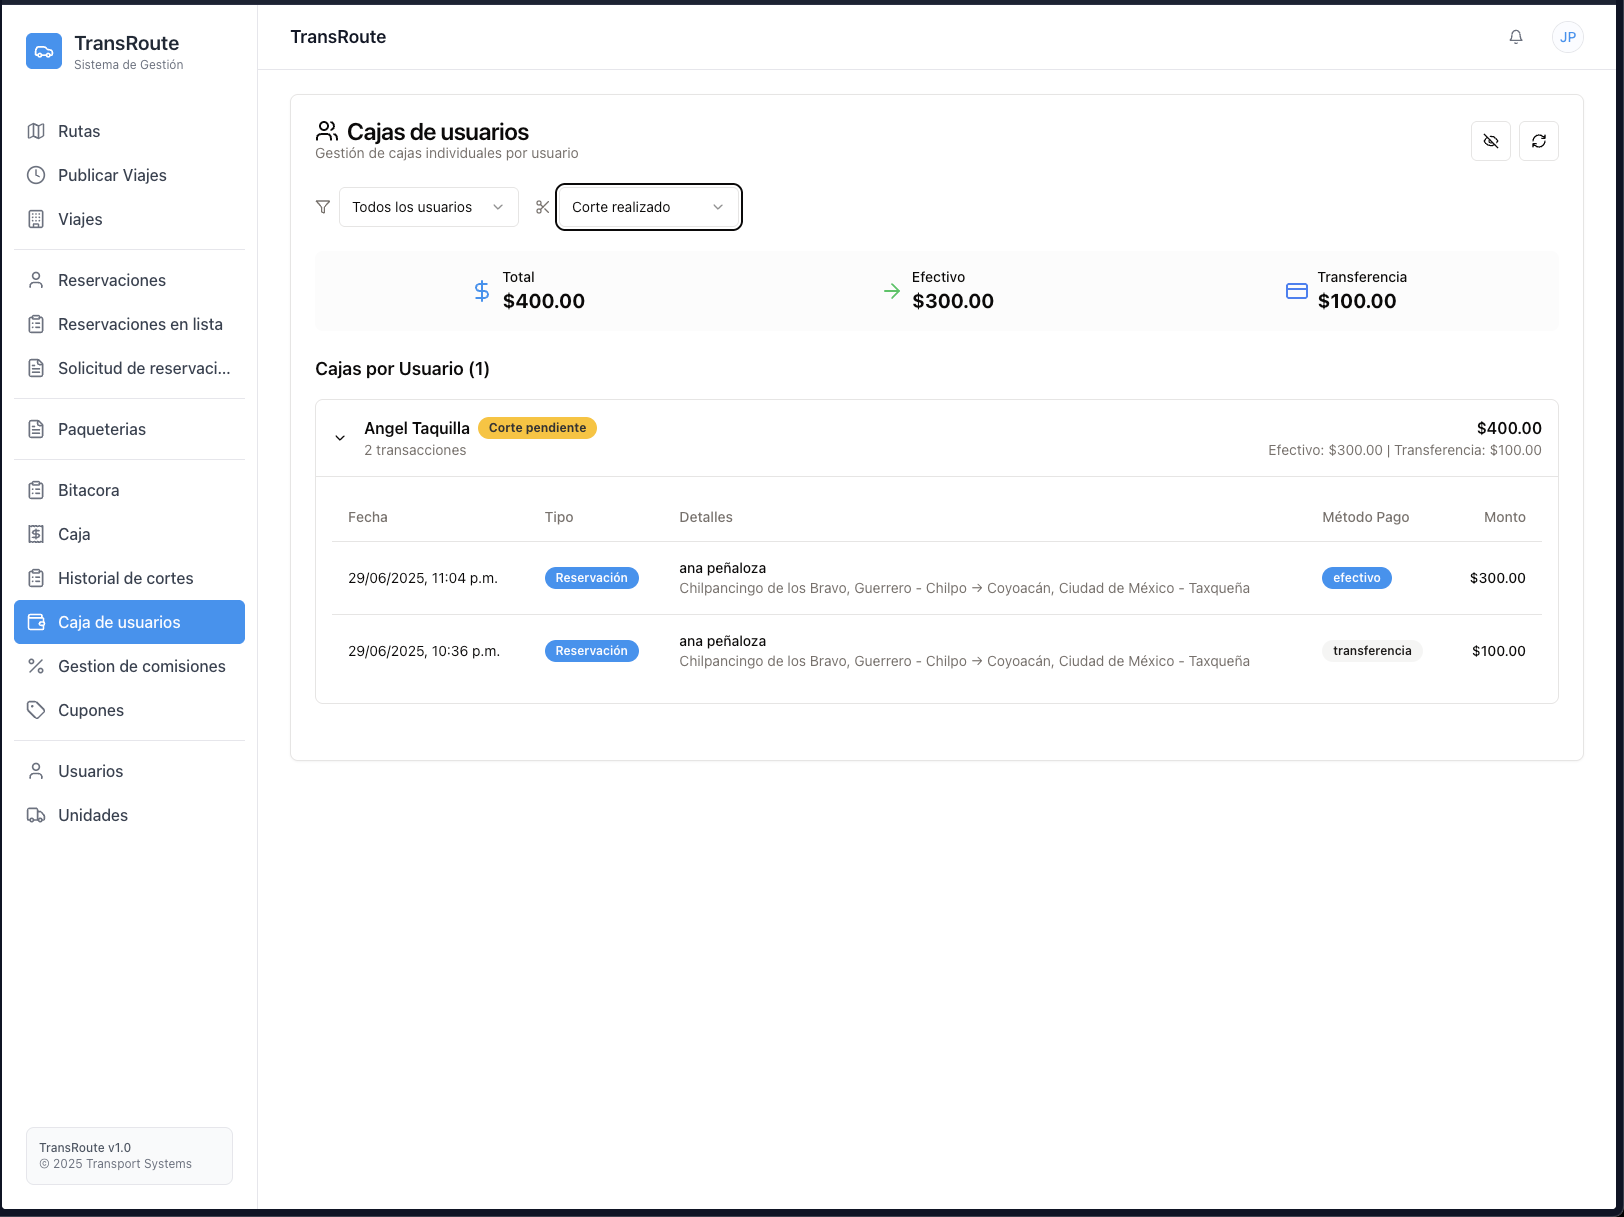 TransRoute
Sistema de Gestión
Rutas
Publicar Viajes
Viajes
Reservaciones
Reservaciones en lista
Solicitud de reservaci...
Paqueterias
Bitacora
Caja
Historial de cortes
Caja de usuarios
Gestion de comisiones
Cupones
Usuarios
Unidades
TransRoute v1.0
© 2025 Transport Systems
TransRoute
JP
Cajas de usuarios
Gestión de cajas individuales por usuario
Todos los usuarios
Corte realizado
Total
$400.00
Efectivo
$300.00
Transferencia
$100.00
Cajas por Usuario (1)
Angel Taquilla Corte pendiente
2 transacciones
$400.00
Efectivo: $300.00 | Transferencia: $100.00
Fecha Tipo Detalles Método Pago Monto
29/06/2025, 11:04 p.m. Reservación ana peñaloza efectivo $300.00
Chilpancingo de los Bravo, Guerrero - Chilpo → Coyoacán, Ciudad de México - Taxqueña
29/06/2025, 10:36 p.m. Reservación ana peñaloza transferencia $100.00
Chilpancingo de los Bravo, Guerrero - Chilpo → Coyoacán, Ciudad de México - Taxqueña